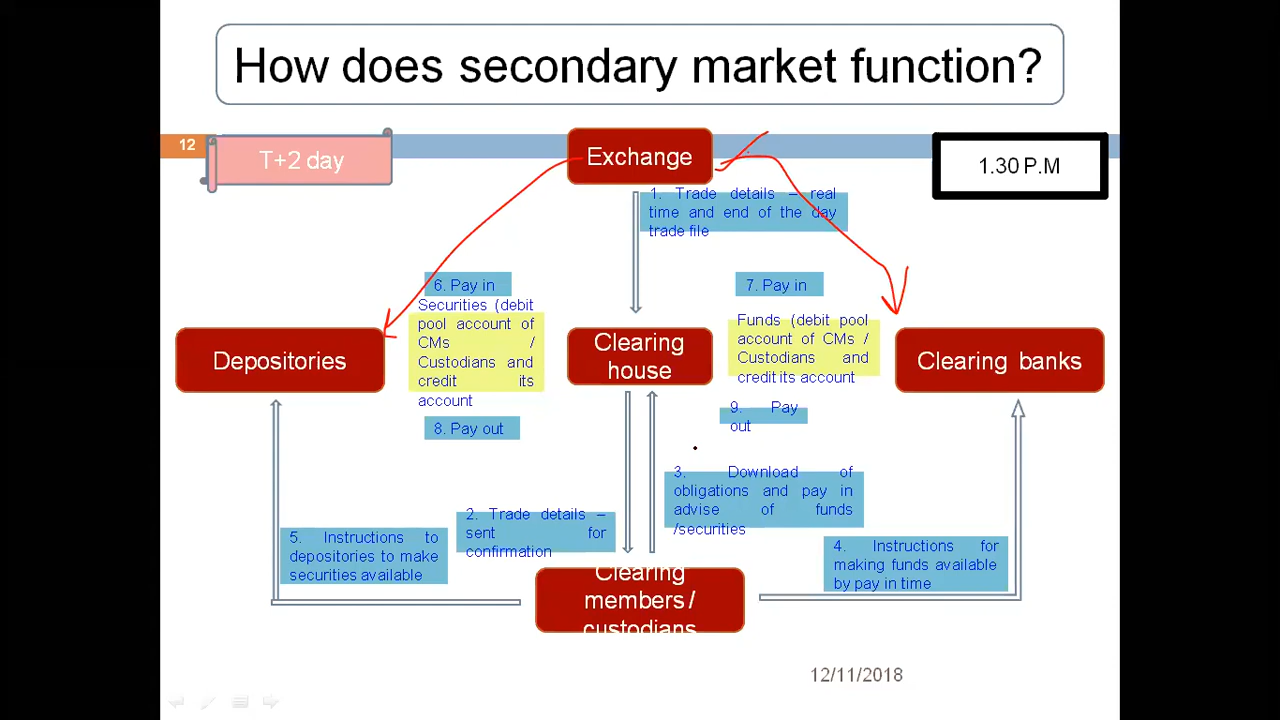 How does secondary market function?
12
T+2 day
Exchange
1.30 P.M
1. Trade details – real
time and end of the day
trade file
6. Pay in
Securities (debit
pool account of
CMs /
Custodians and
credit its
account
7. Pay in
Funds (debit pool
account of CMs /
Custodians and
credit its account
Depositories
Clearing
house
Clearing banks
8. Pay out
9. Pay
out
3. Download of
obligations and pay in
advise of funds
/securities
2. Trade details –
sent for
confirmation
5. Instructions to
depositories to make
securities available
4. Instructions for
making funds available
by pay in time
Clearing
members /
custodians
12/11/2018